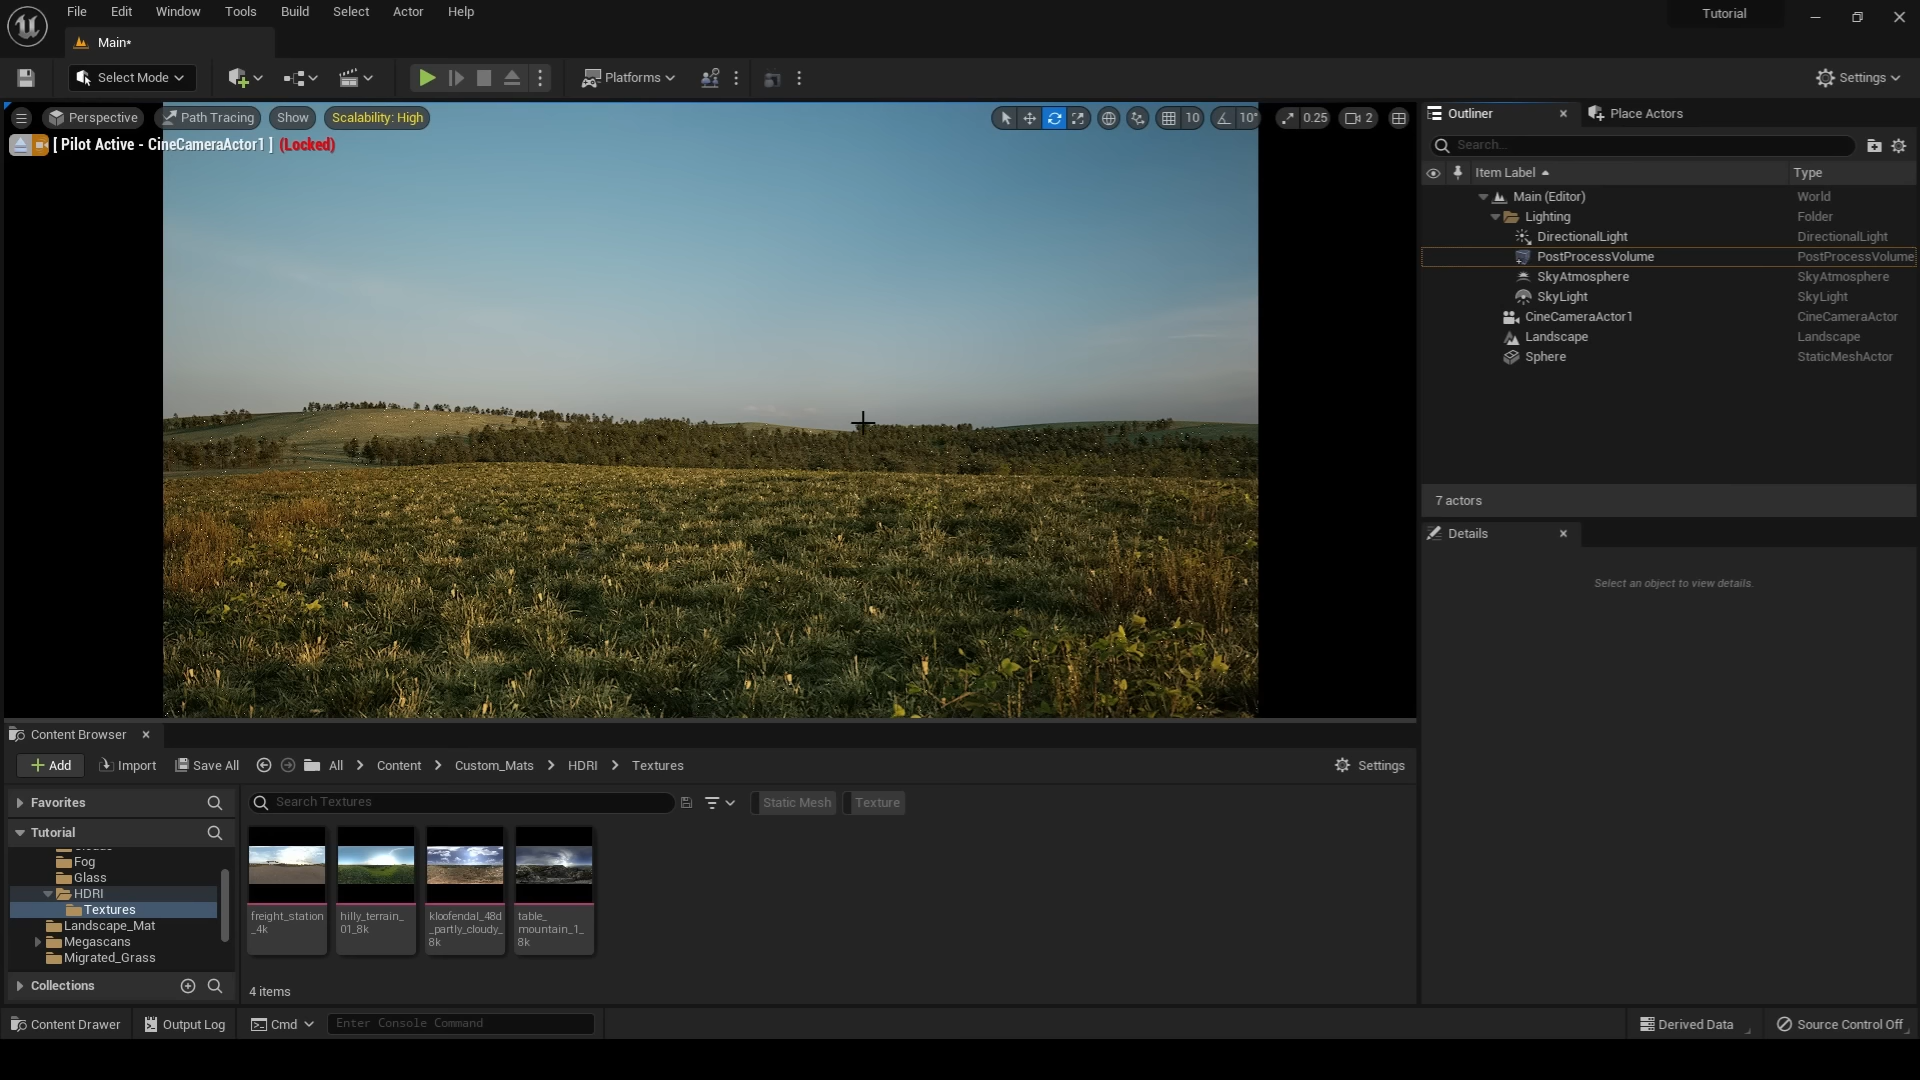 File Edit Window Tools Build Select Actor Help
Tutorial
Main*
Select Mode
Platforms
Settings
Perspective Path Tracing Show Scalability: High
10 10° 0.25 2
[ Pilot Active - CineCameraActor1 ] (Locked)
Outliner
Place Actors
Search...
Item Label Type
Main (Editor) World
Lighting Folder
DirectionalLight DirectionalLight
PostProcessVolume PostProcessVolume
SkyAtmosphere SkyAtmosphere
SkyLight SkyLight
CineCameraActor1 CineCameraActor
Landscape Landscape
Sphere StaticMeshActor
7 actors
Details
Select an object to view details.
Content Browser
Add Import Save All All Content Custom_Mats HDRI Textures
Settings
Favorites
Search Textures
Static Mesh Texture
Tutorial
Fog
Glass
HDRI
Textures
Landscape_Mat
Megascans
Migrated_Grass
Collections
freight_station
_4k
hilly_terrain_
01_8k
kloofendal_48d
_partly_cloudy_
8k
table_
mountain_1_
8k
4 items
Content Drawer Output Log Cmd Enter Console Command
Derived Data Source Control Off